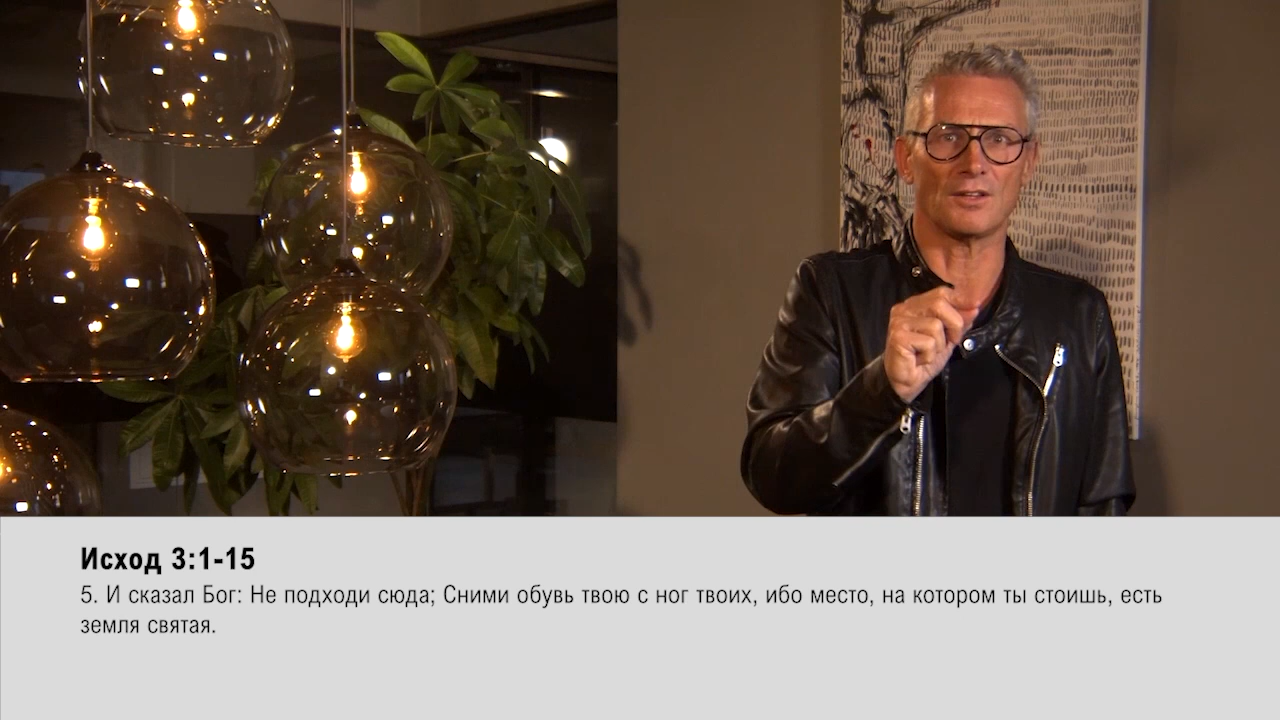 Исход 3:1-15
5. И сказал Бог: Не подходи сюда; Сними обувь твою с ног твоих, ибо место, на котором ты стоишь, есть
земля святая.